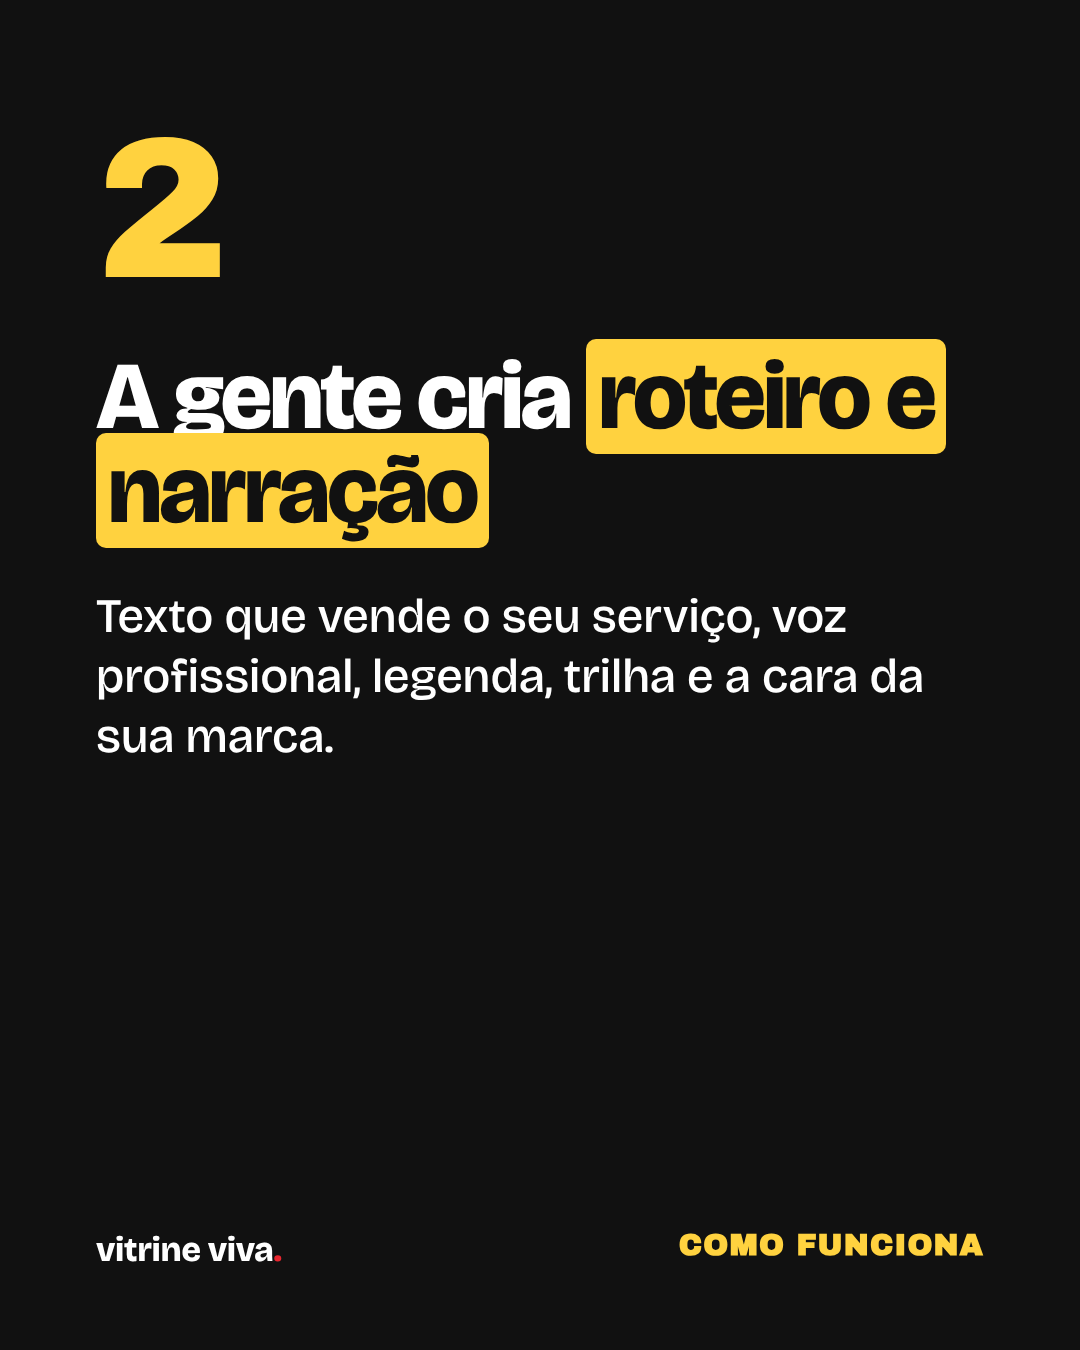 2
A gente cria roteiro e
narração
Texto que vende o seu serviço, voz
profissional, legenda, trilha e a cara da
sua marca.
vitrine viva.
COMO FUNCIONA